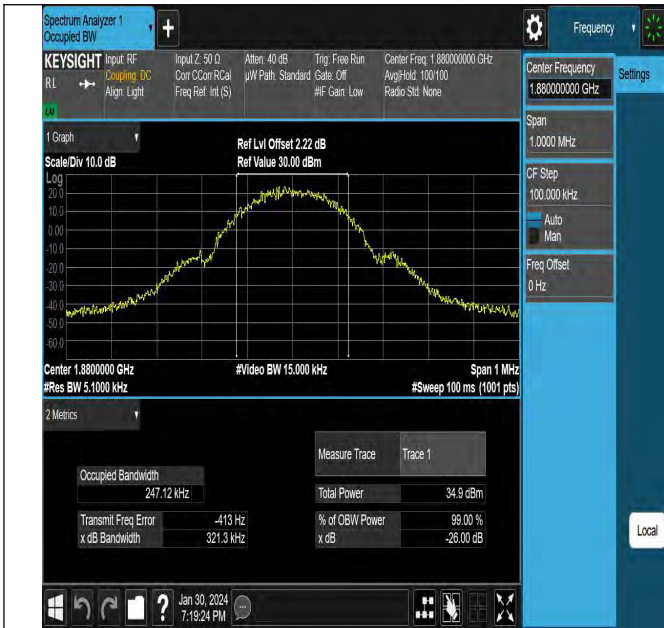 Spectrum Analyzer 1
Occupied BW
Frequency
KEYSIGHT
RL
Input: RF
Coupling: DC
Align: Light
Input Z: 50 Ω
Corr CCorr RCal
Freq Ref: Int (S)
Atten: 40 dB
µW Path: Standard
Trig: Free Run
Gate: Off
#IF Gain: Low
Center Freq: 1.880000000 GHz
Avg|Hold: 100/100
Radio Std: None
Center Frequency
1.880000000 GHz
Settings
Span
1.0000 MHz
CF Step
100.000 kHz
Auto
Man
Freq Offset
0 Hz
1 Graph
Scale/Div 10.0 dB
Ref Lvl Offset 2.22 dB
Ref Value 30.00 dBm
Log
20.0
10.0
0.00
-10.0
-20.0
-30.0
-40.0
-50.0
-60.0
Center 1.8800000 GHz
#Video BW 15.000 kHz
Span 1 MHz
#Res BW 5.1000 kHz
#Sweep 100 ms (1001 pts)
2 Metrics
Measure Trace
Trace 1
Occupied Bandwidth
247.12 kHz
Total Power
34.9 dBm
Transmit Freq Error
-413 Hz
% of OBW Power
99.00 %
x dB Bandwidth
321.3 kHz
x dB
-26.00 dB
Local
?
Jan 30, 2024
7:19:24 PM